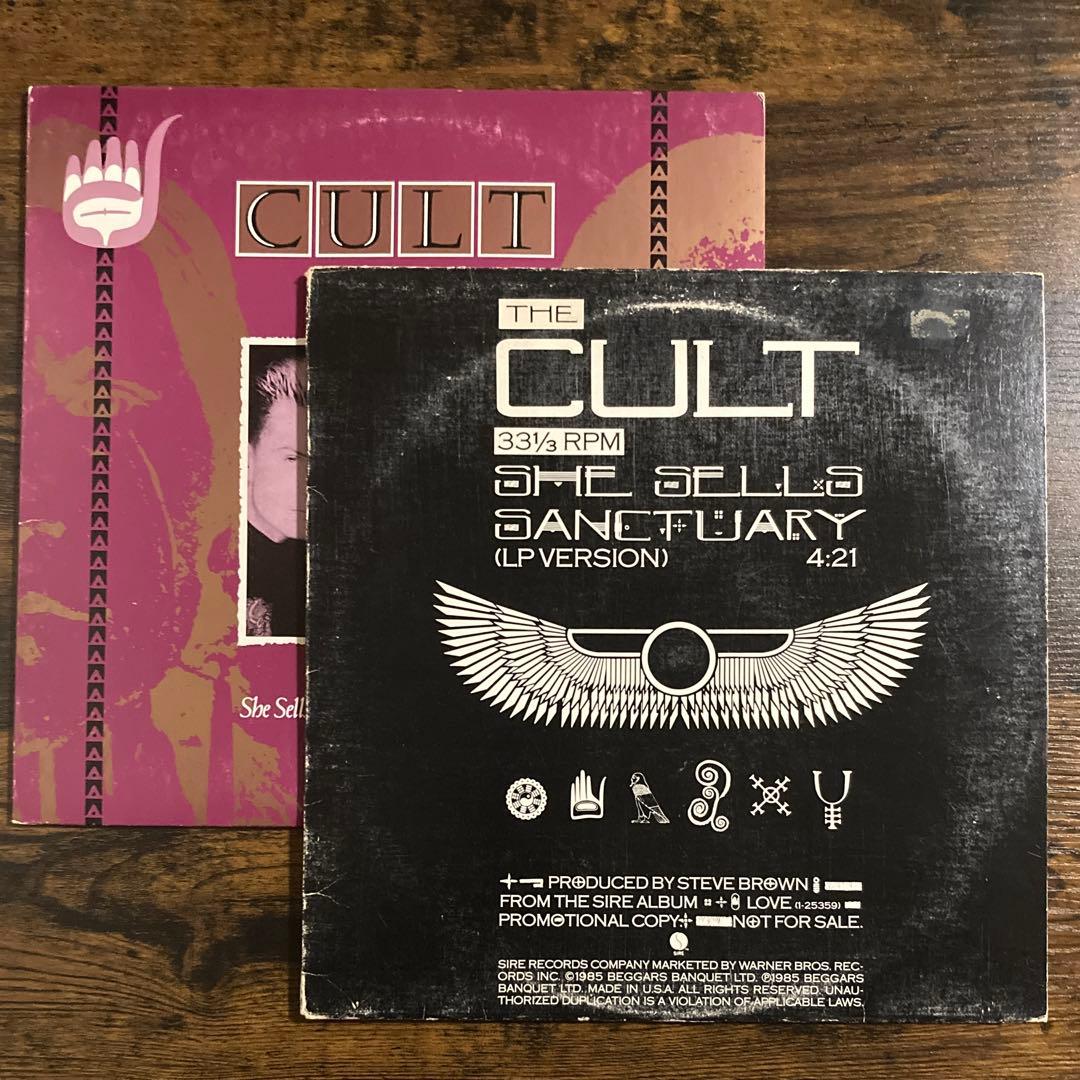 CULT
She Sells
THE
CULT
33⅓ RPM
SHE SELLS
SANCTUARY
(LP VERSION) 4:21
PRODUCED BY STEVE BROWN
FROM THE SIRE ALBUM LOVE (1-25359)
PROMOTIONAL COPY NOT FOR SALE.
SIRE
SIRE RECORDS COMPANY MARKETED BY WARNER BROS. REC-
ORDS INC. ©1985 BEGGARS BANQUET LTD. ℗1985 BEGGARS
BANQUET LTD. MADE IN U.S.A. ALL RIGHTS RESERVED. UNAU-
THORIZED DUPLICATION IS A VIOLATION OF APPLICABLE LAWS.